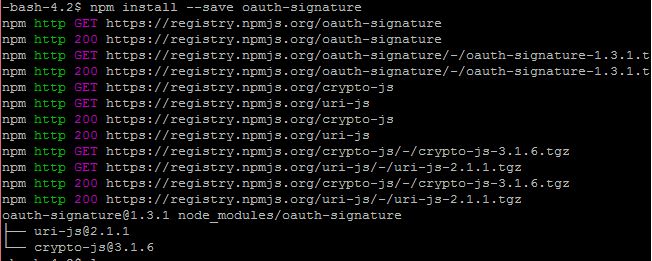 -bash-4.2$ npm install --save oauth-signature
npm http GET https://registry.npmjs.org/oauth-signature
npm http 200 https://registry.npmjs.org/oauth-signature
npm http GET https://registry.npmjs.org/oauth-signature/-/oauth-signature-1.3.1.t
npm http 200 https://registry.npmjs.org/oauth-signature/-/oauth-signature-1.3.1.t
npm http GET https://registry.npmjs.org/crypto-js
npm http GET https://registry.npmjs.org/uri-js
npm http 200 https://registry.npmjs.org/crypto-js
npm http 200 https://registry.npmjs.org/uri-js
npm http GET https://registry.npmjs.org/crypto-js/-/crypto-js-3.1.6.tgz
npm http GET https://registry.npmjs.org/uri-js/-/uri-js-2.1.1.tgz
npm http 200 https://registry.npmjs.org/crypto-js/-/crypto-js-3.1.6.tgz
npm http 200 https://registry.npmjs.org/uri-js/-/uri-js-2.1.1.tgz
oauth-signature@1.3.1 node_modules/oauth-signature
├── uri-js@2.1.1
└── crypto-js@3.1.6